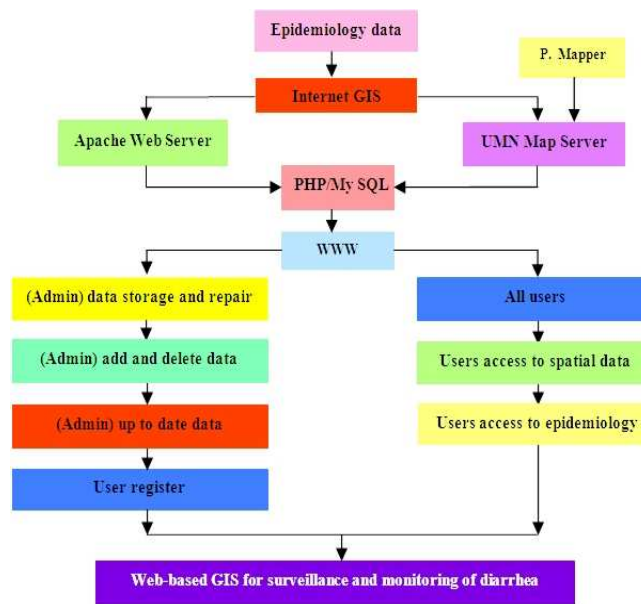 Epidemiology data
P. Mapper
Internet GIS
Apache Web Server
UMN Map Server
PHP/My SQL
WWW
(Admin) data storage and repair
All users
(Admin) add and delete data
Users access to spatial data
(Admin) up to date data
Users access to epidemiology
User register
Web-based GIS for surveillance and monitoring of diarrhea